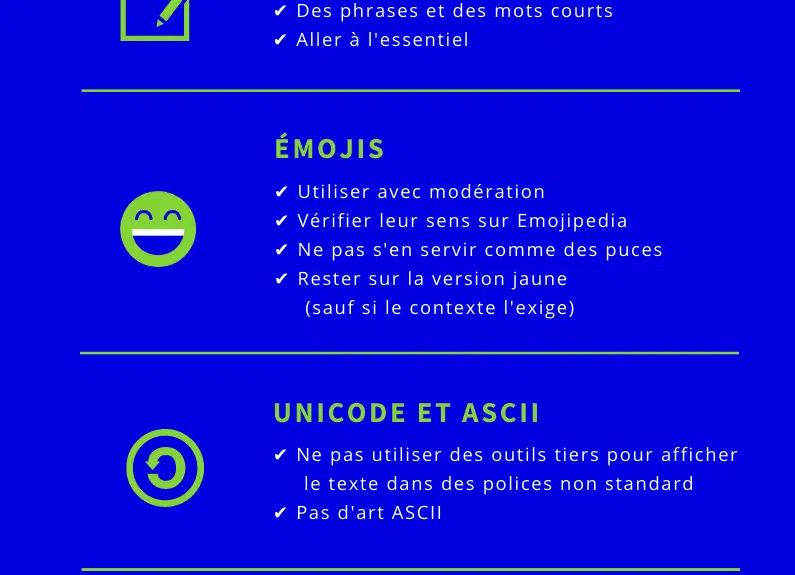 ✔ Des phrases et des mots courts
✔ Aller à l'essentiel
ÉMOJIS
✔ Utiliser avec modération
✔ Vérifier leur sens sur Emojipedia
✔ Ne pas s'en servir comme des puces
✔ Rester sur la version jaune
(sauf si le contexte l'exige)
UNICODE ET ASCII
✔ Ne pas utiliser des outils tiers pour afficher
le texte dans des polices non standard
✔ Pas d'art ASCII